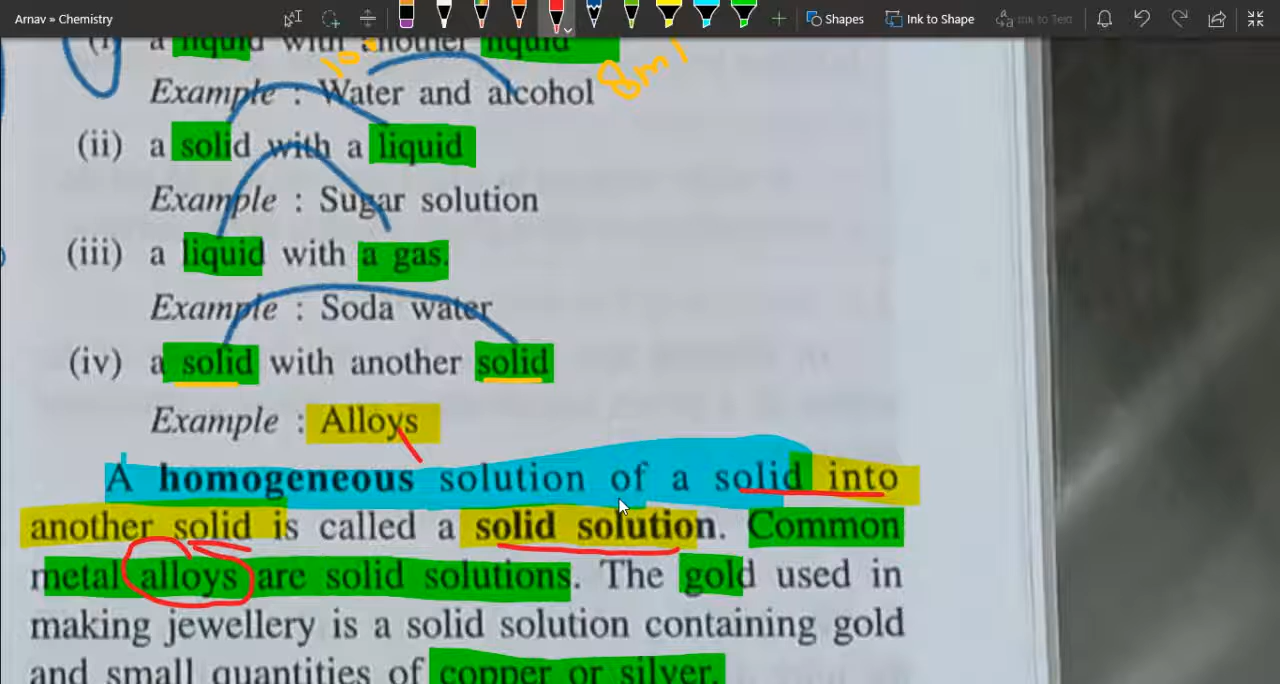 Arnav » Chemistry
Shapes
Ink to Shape
Ink to Text
(i) a liquid with another liquid
10
Example : Water and alcohol
8ml
(ii) a solid with a liquid
Example : Sugar solution
(iii) a liquid with a gas.
Example : Soda water
(iv) a solid with another solid
Example : Alloys
A homogeneous solution of a solid into
another solid is called a solid solution. Common
metal alloys are solid solutions. The gold used in
making jewellery is a solid solution containing gold
and small quantities of copper or silver.